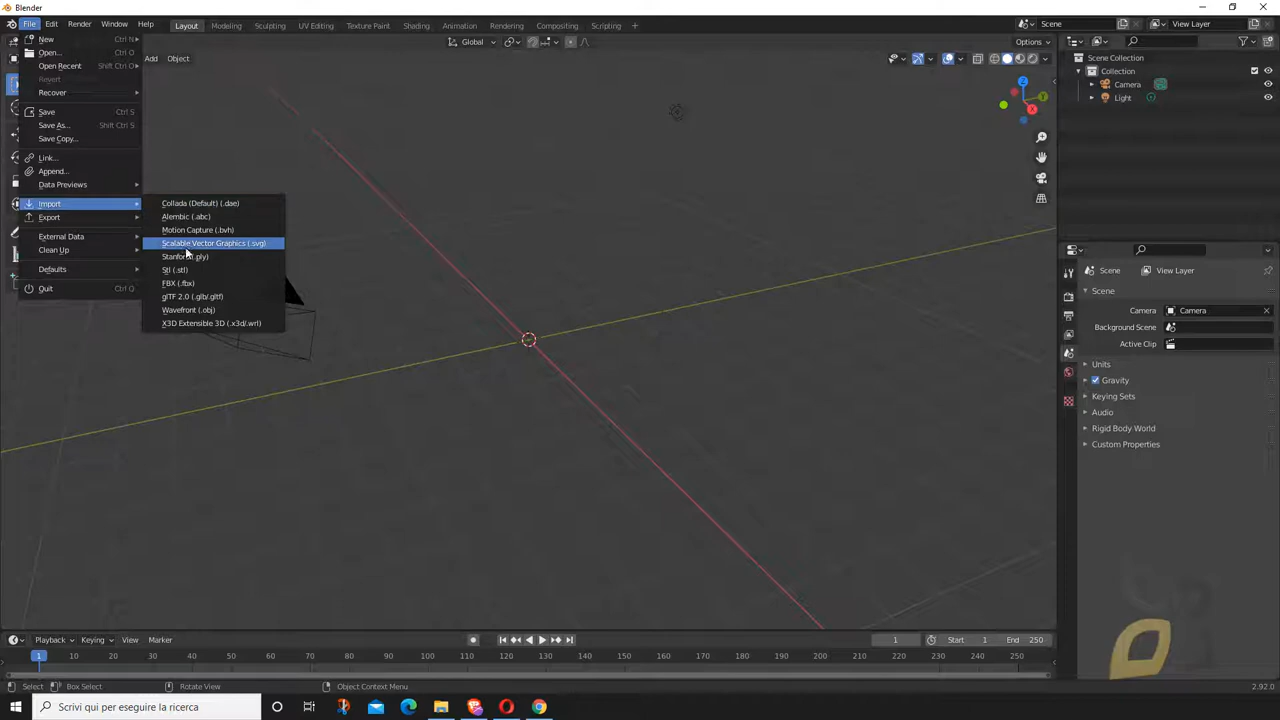 Blender
File Edit Render Window Help Layout Modeling Sculpting UV Editing Texture Paint Shading Animation Rendering Compositing Scripting + Scene View Layer
Global Options
Add Object
New Ctrl N
Open... Ctrl O
Open Recent Shift Ctrl O
Revert
Recover
Save Ctrl S
Save As... Shift Ctrl S
Save Copy...
Link...
Append...
Data Previews
Import
Export
External Data
Clean Up
Defaults
Quit Ctrl Q
Collada (Default) (.dae)
Alembic (.abc)
Motion Capture (.bvh)
Scalable Vector Graphics (.svg)
Stanford (.ply)
Stl (.stl)
FBX (.fbx)
glTF 2.0 (.glb/.gltf)
Wavefront (.obj)
X3D Extensible 3D (.x3d/.wrl)
Z
Y
X
Scene Collection
Collection
Camera
Light
Scene View Layer
Scene
Camera Camera
Background Scene
Active Clip
Units
Gravity
Keying Sets
Audio
Rigid Body World
Custom Properties
Playback Keying View Marker 1 Start 1 End 250
1 10 20 30 40 50 60 70 80 90 100 110 120 130 140 150 160 170 180 190 200 210 220 230 240 250
Select Box Select Rotate View Object Context Menu 2.92.0
Scrivi qui per eseguire la ricerca